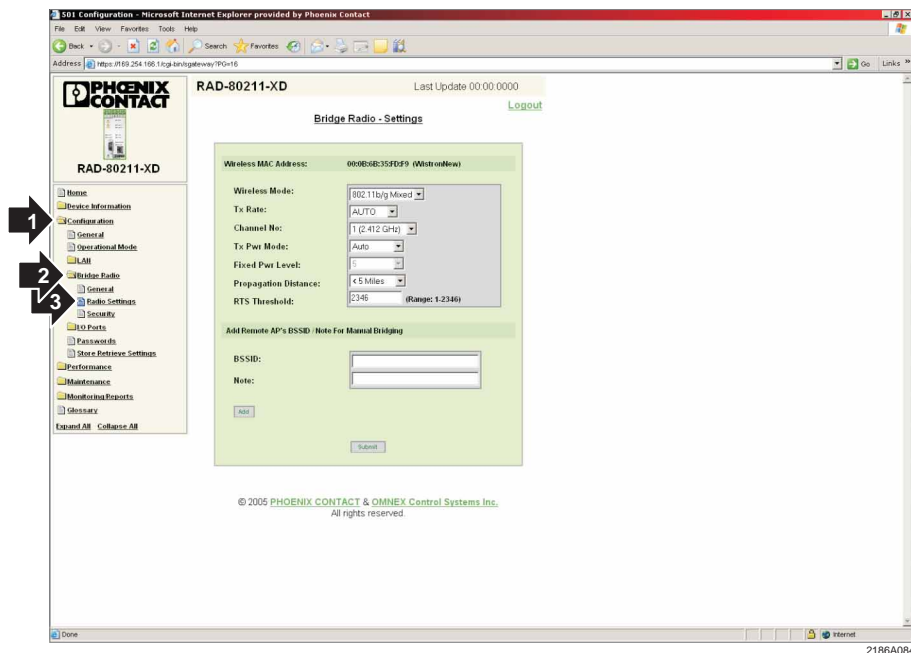 501 Configuration - Microsoft Internet Explorer provided by Phoenix Contact
File Edit View Favorites Tools Help
Back Search Favorites
Address https://169.254.166.1/cgi-bin/sgateway?PG=16 Go Links »
PHŒNIX
CONTACT
RAD-80211-XD
Home
Device Information
1
Configuration
General
Operational Mode
LAN
2
Bridge Radio
General
3
Radio Settings
Security
I/O Ports
Passwords
Store Retrieve Settings
Performance
Maintenance
Monitoring Reports
Glossary
Expand All Collapse All
RAD-80211-XD Last Update 00:00:0000
Logout
Bridge Radio - Settings
Wireless MAC Address: 00:0B:6B:35:FD:F9 (WistronNew)
Wireless Mode: 802.11b/g Mixed
Tx Rate: AUTO
Channel No: 1 (2.412 GHz)
Tx Pwr Mode: Auto
Fixed Pwr Level: 5
Propagation Distance: < 5 Miles
RTS Threshold: 2346 (Range: 1-2346)
Add Remote AP's BSSID / Note For Manual Bridging
BSSID:
Note:
Add
Submit
© 2005 PHOENIX CONTACT & OMNEX Control Systems Inc.
All rights reserved.
Done Internet
2186A084